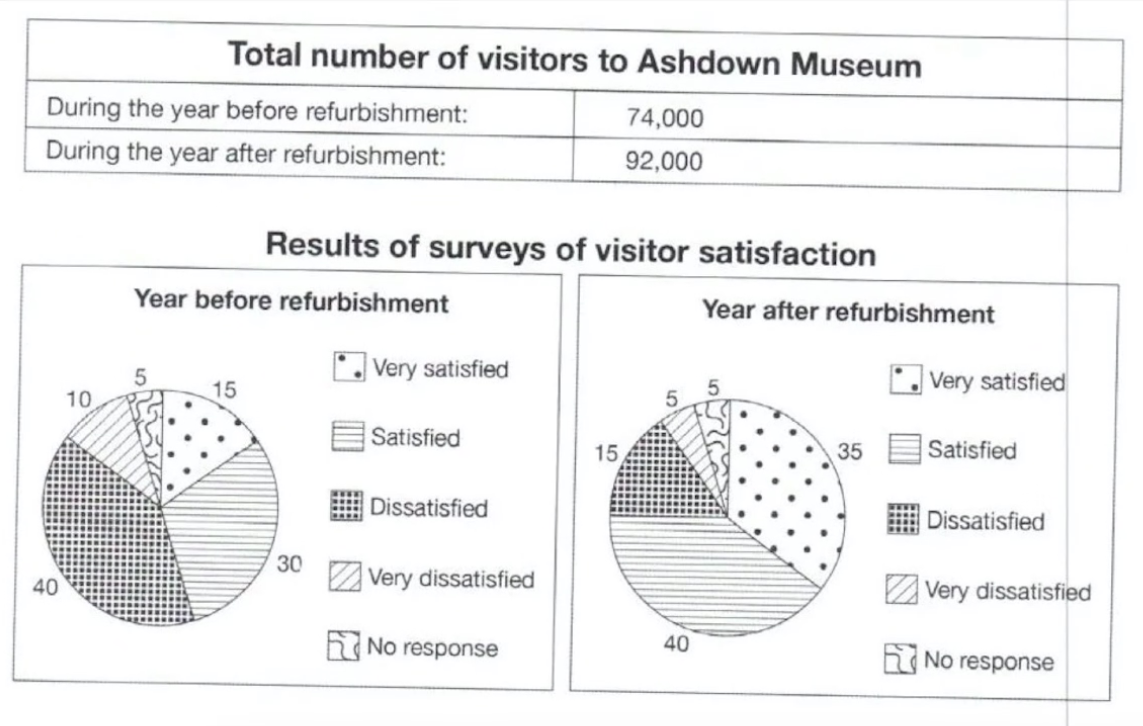 Total number of visitors to Ashdown Museum
During the year before refurbishment: 74,000
During the year after refurbishment: 92,000
Results of surveys of visitor satisfaction
Year before refurbishment
5
15
10
40
30
Very satisfied
Satisfied
Dissatisfied
Very dissatisfied
No response
Year after refurbishment
5
5
15
35
40
Very satisfied
Satisfied
Dissatisfied
Very dissatisfied
No response